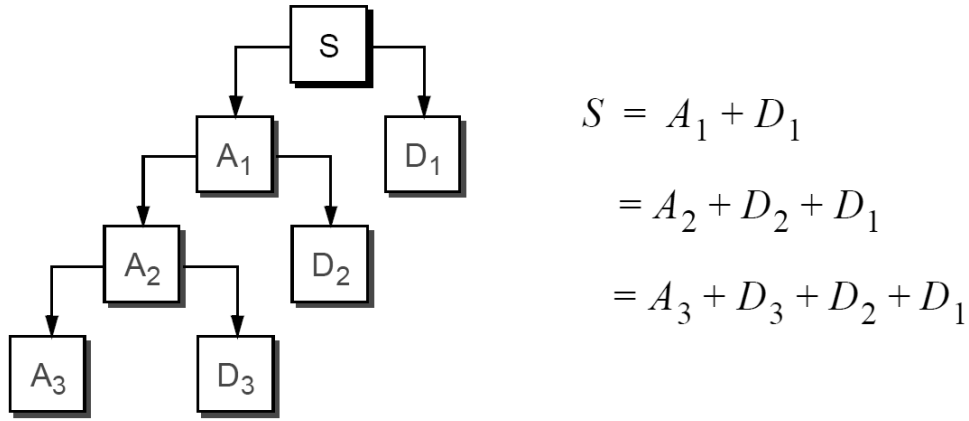 S
A₁
D₁
A₂
D₂
A₃
D₃
S = A₁ + D₁
= A₂ + D₂ + D₁
= A₃ + D₃ + D₂ + D₁